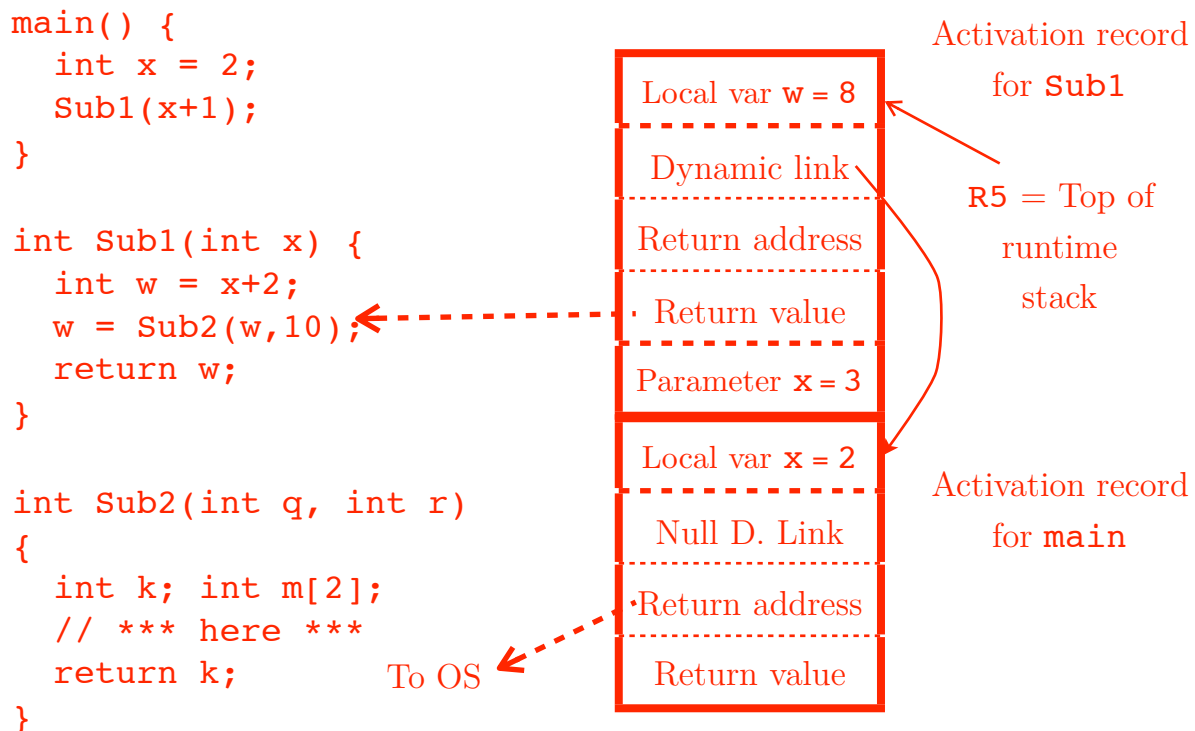 main() {
  int x = 2;
  Sub1(x+1);
}
int Sub1(int x) {
  int w = x+2;
  w = Sub2(w,10);
  return w;
}
int Sub2(int q, int r)
{
  int k; int m[2];
  // *** here ***
  return k;
}
To OS
Local var w = 8
Dynamic link
Return address
Return value
Parameter x = 3
Local var x = 2
Null D. Link
Return address
Return value
Activation record
for Sub1
R5 = Top of
runtime
stack
Activation record
for main